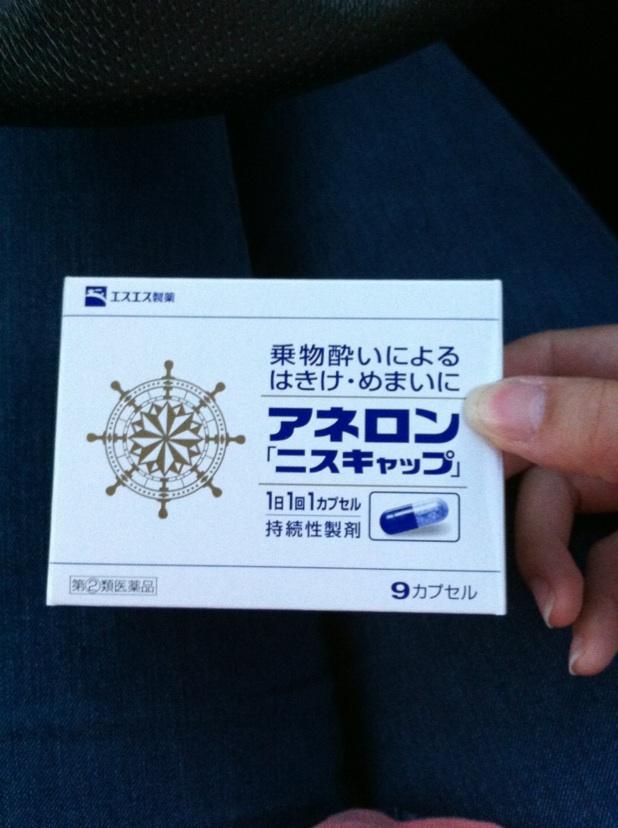 エスエス製薬
乗物酔いによる
はきけ・めまいに
アネロン
「ニスキャップ」
1日1回1カプセル
持続性製剤
指定第②類医薬品
9カプセル